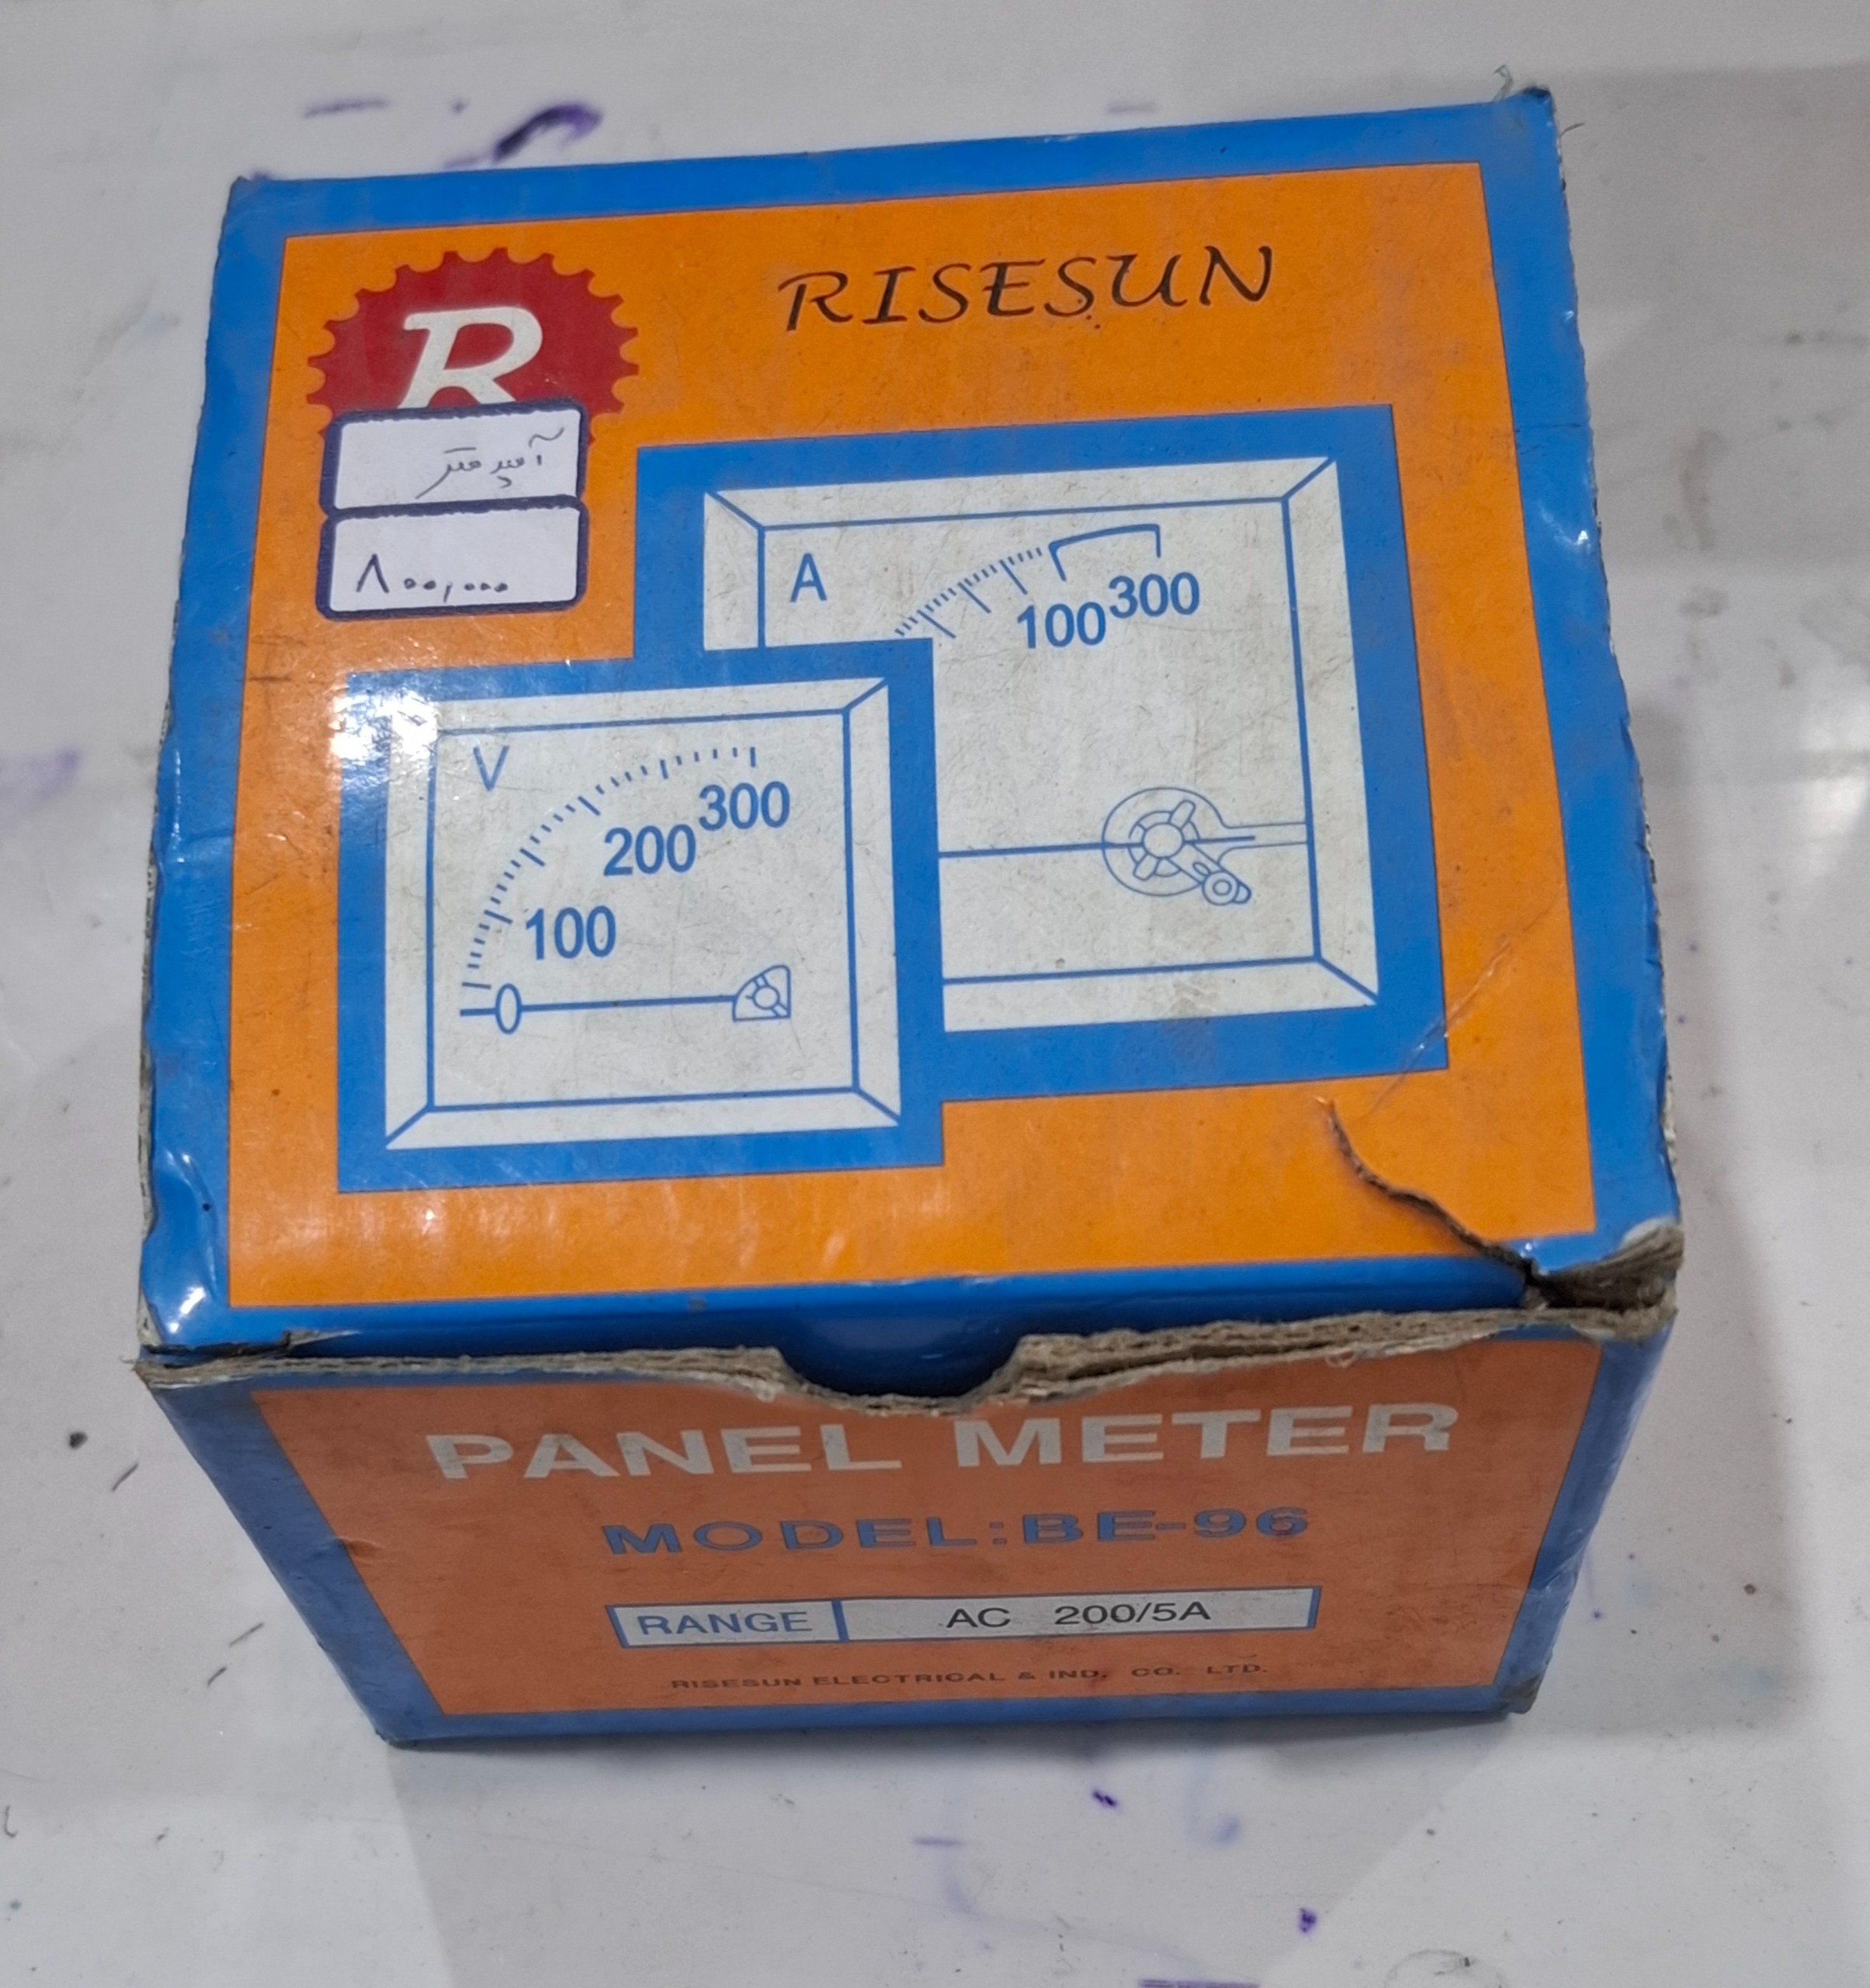 RISESUN
R
آمپرمتر
۸۰۰,۰۰۰
A
100 300
V
300
200
100
0
PANEL METER
MODEL:BE-96
RANGE AC 200/5A
RISESUN ELECTRICAL & IND. CO. LTD.